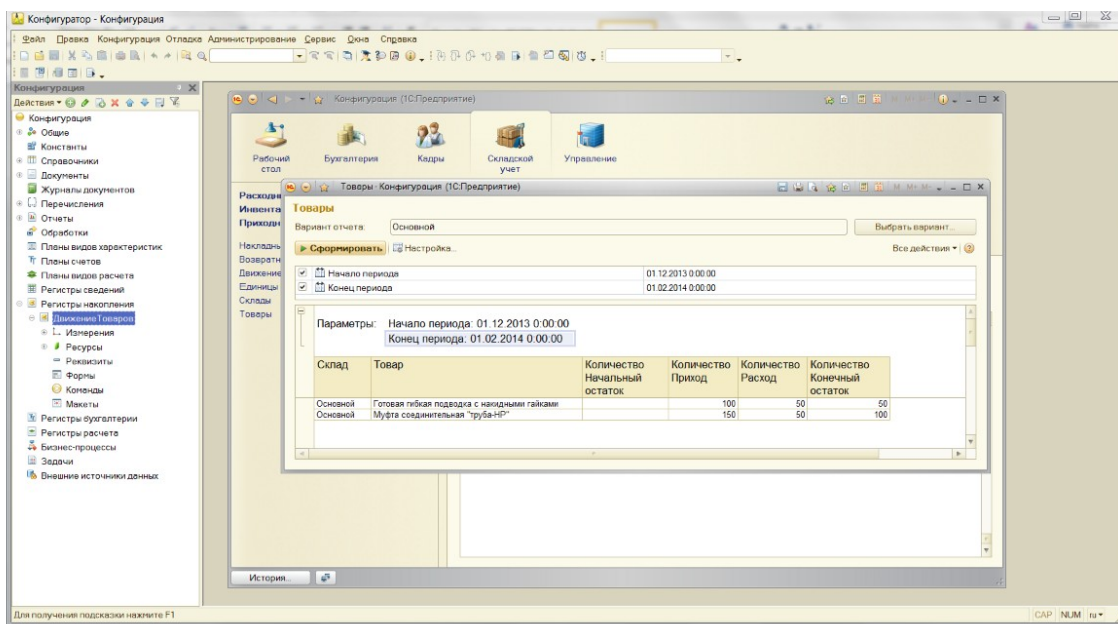 Конфигуратор - Конфигурация
Файл Правка Конфигурация Отладка Администрирование Сервис Окна Справка
Конфигурация
Действия
Конфигурация
Общие
Константы
Справочники
Документы
Журналы документов
Перечисления
Отчеты
Обработки
Планы видов характеристик
Планы счетов
Планы видов расчета
Регистры сведений
Регистры накопления
ДвижениеТоваров
Измерения
Ресурсы
Реквизиты
Формы
Команды
Макеты
Регистры бухгалтерии
Регистры расчета
Бизнес-процессы
Задачи
Внешние источники данных
Конфигурация (1С:Предприятие)
M M+ M-
Рабочий стол
Бухгалтерия
Кадры
Складской учет
Управление
Расходн
Инвента
Приходн
Накладнь
Возвратн
Движение
Единицы
Склады
Товары
Товары - Конфигурация (1С:Предприятие)
M M+ M-
Товары
Вариант отчета: Основной Выбрать вариант...
Сформировать Настройка... Все действия
Начало периода 01.12.2013 0:00:00
Конец периода 01.02.2014 0:00:00
Параметры: Начало периода: 01.12.2013 0:00:00
Конец периода: 01.02.2014 0:00:00
Склад Товар Количество Начальный остаток Количество Приход Количество Расход Количество Конечный остаток
Основной Готовая гибкая подводка с накидными гайками 100 50 50
Основной Муфта соединительная "труба-НР" 150 50 100
История...
Для получения подсказки нажмите F1
CAP NUM ru